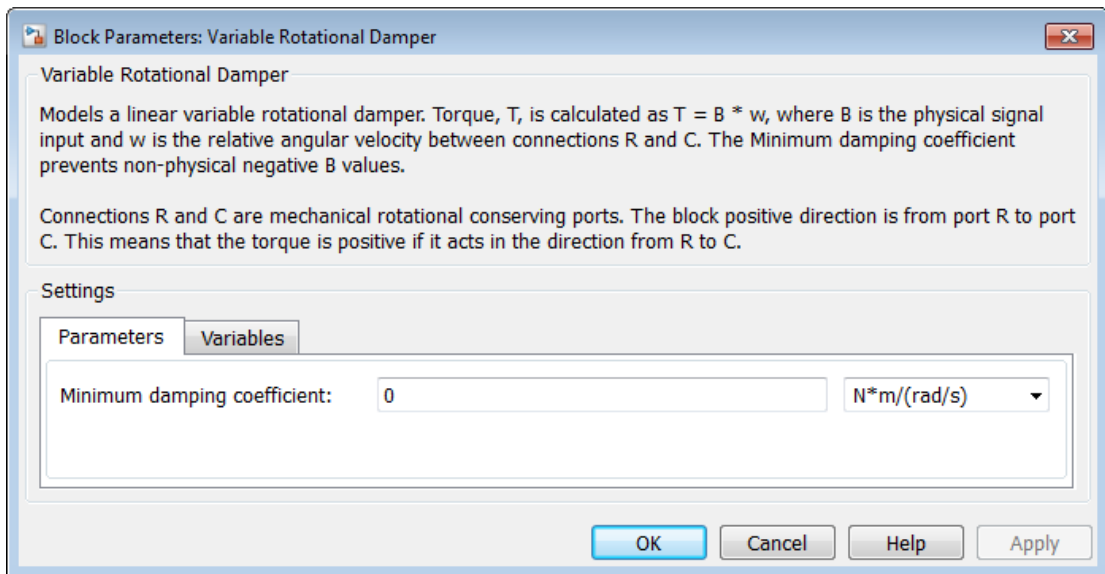 Block Parameters: Variable Rotational Damper
Variable Rotational Damper
Models a linear variable rotational damper. Torque, T, is calculated as T = B * w, where B is the physical signal
input and w is the relative angular velocity between connections R and C. The Minimum damping coefficient
prevents non-physical negative B values.
Connections R and C are mechanical rotational conserving ports. The block positive direction is from port R to port
C. This means that the torque is positive if it acts in the direction from R to C.
Settings
Parameters Variables
Minimum damping coefficient: 0 N*m/(rad/s)
OK Cancel Help Apply